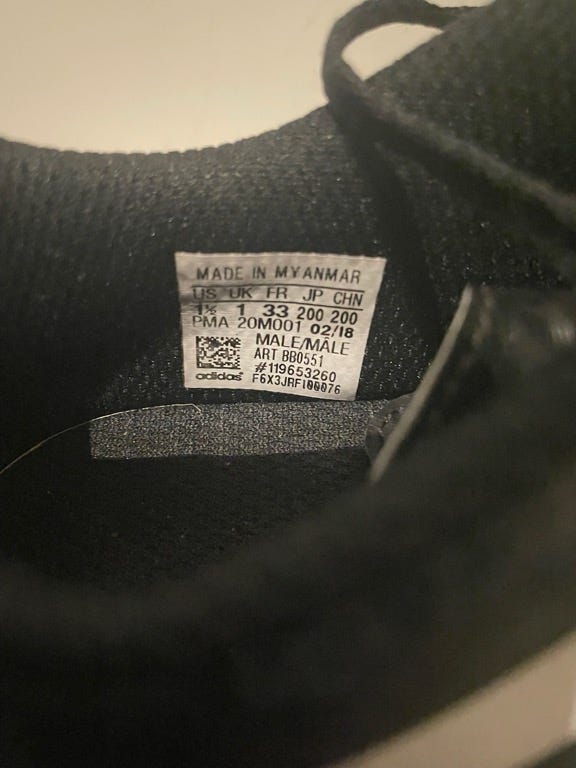 MADE IN MYANMAR
US UK FR JP CHN
1½ 1 33 200 200
PMA 20M001 02/18
MALE/MÂLE
ART BB0551
#119653260
adidas F6X3JRFI00076